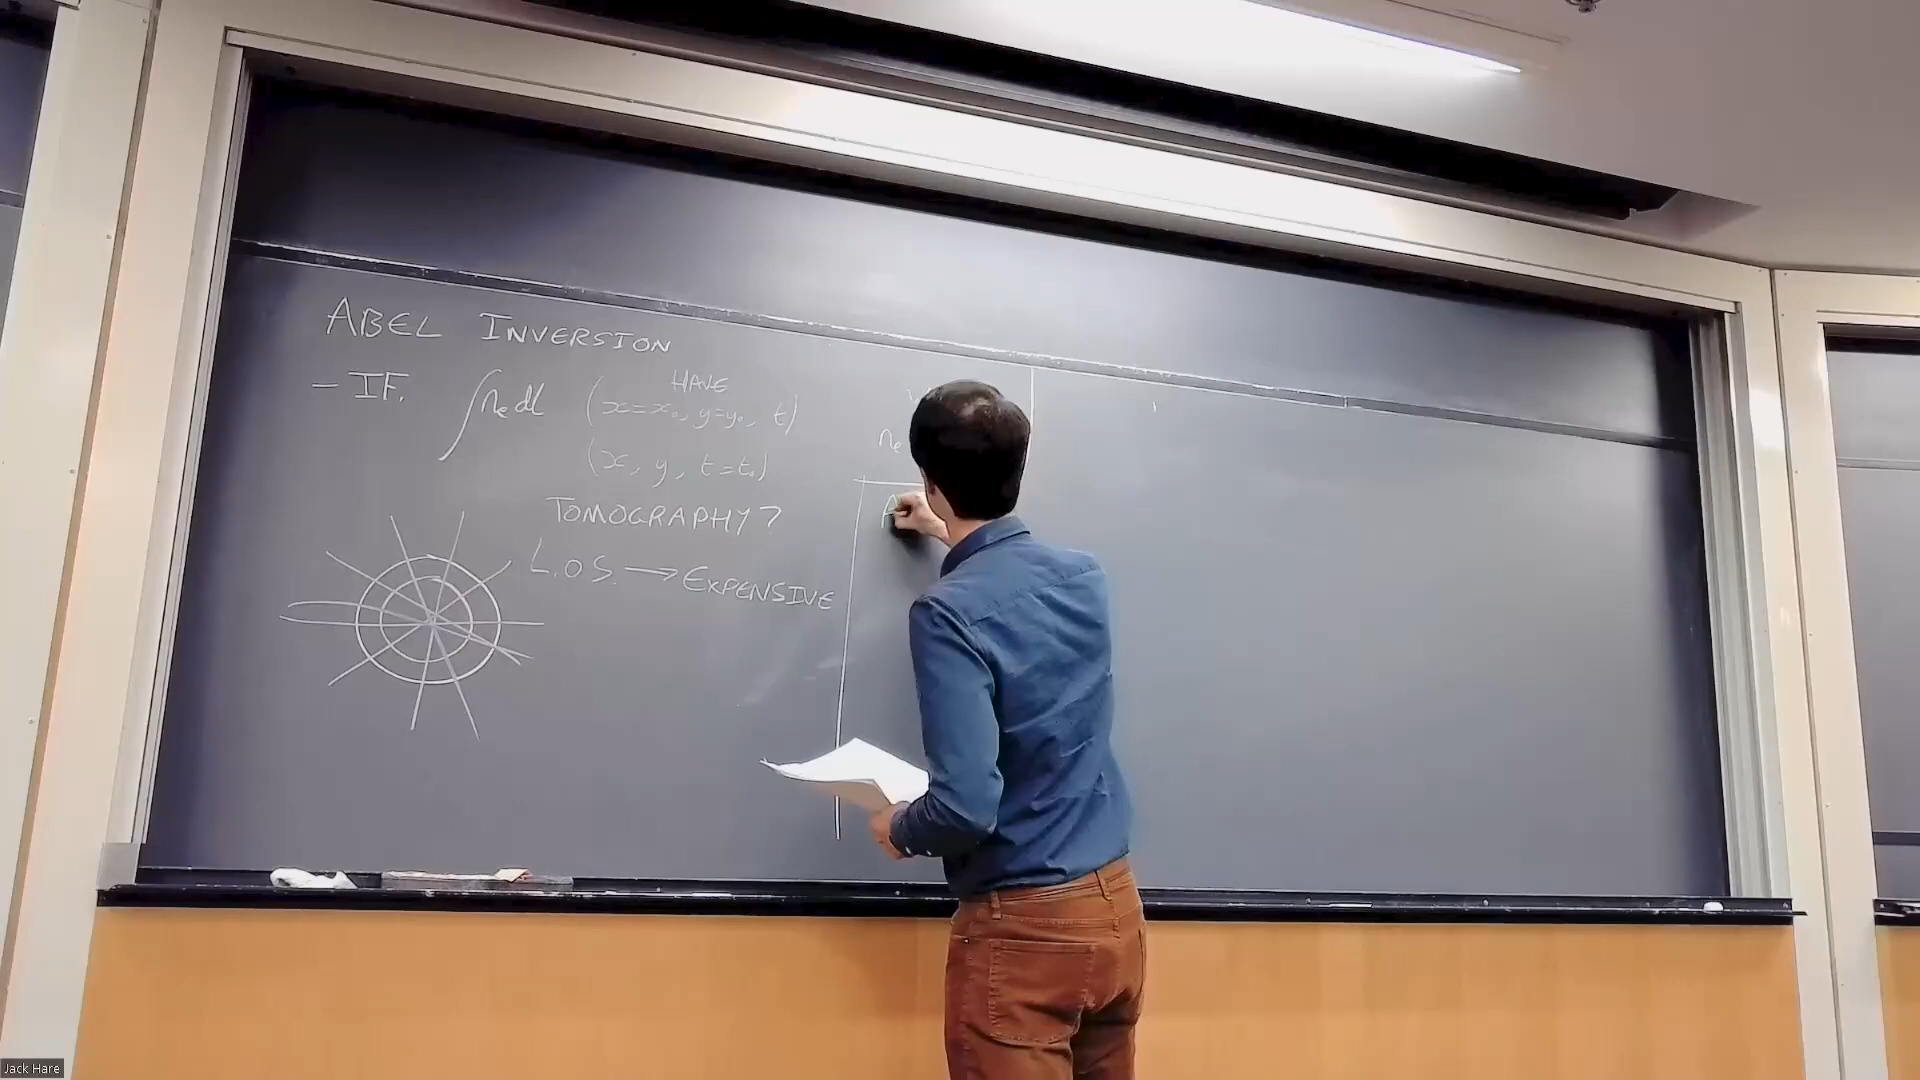 ABEL INVERSION
HAVE
- IF. ∫nₑdl (x=x₀, y=y₀, t)
(x, y, t=t₀)
TOMOGRAPHY?
L.O.S. → EXPENSIVE
nₑ
A
Jack Hare